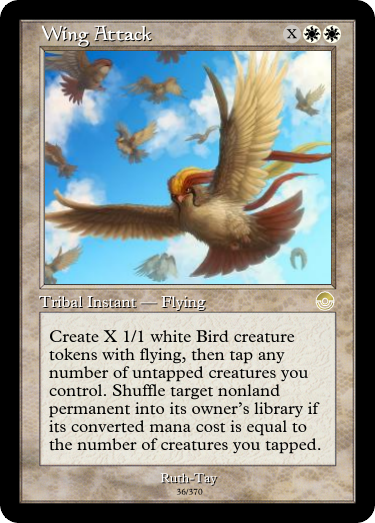 Wing Attack X
Tribal Instant — Flying
Create X 1/1 white Bird creature
tokens with flying, then tap any
number of untapped creatures you
control. Shuffle target nonland
permanent into its owner's library if
its converted mana cost is equal to
the number of creatures you tapped.
Ruth-Tay
36/370